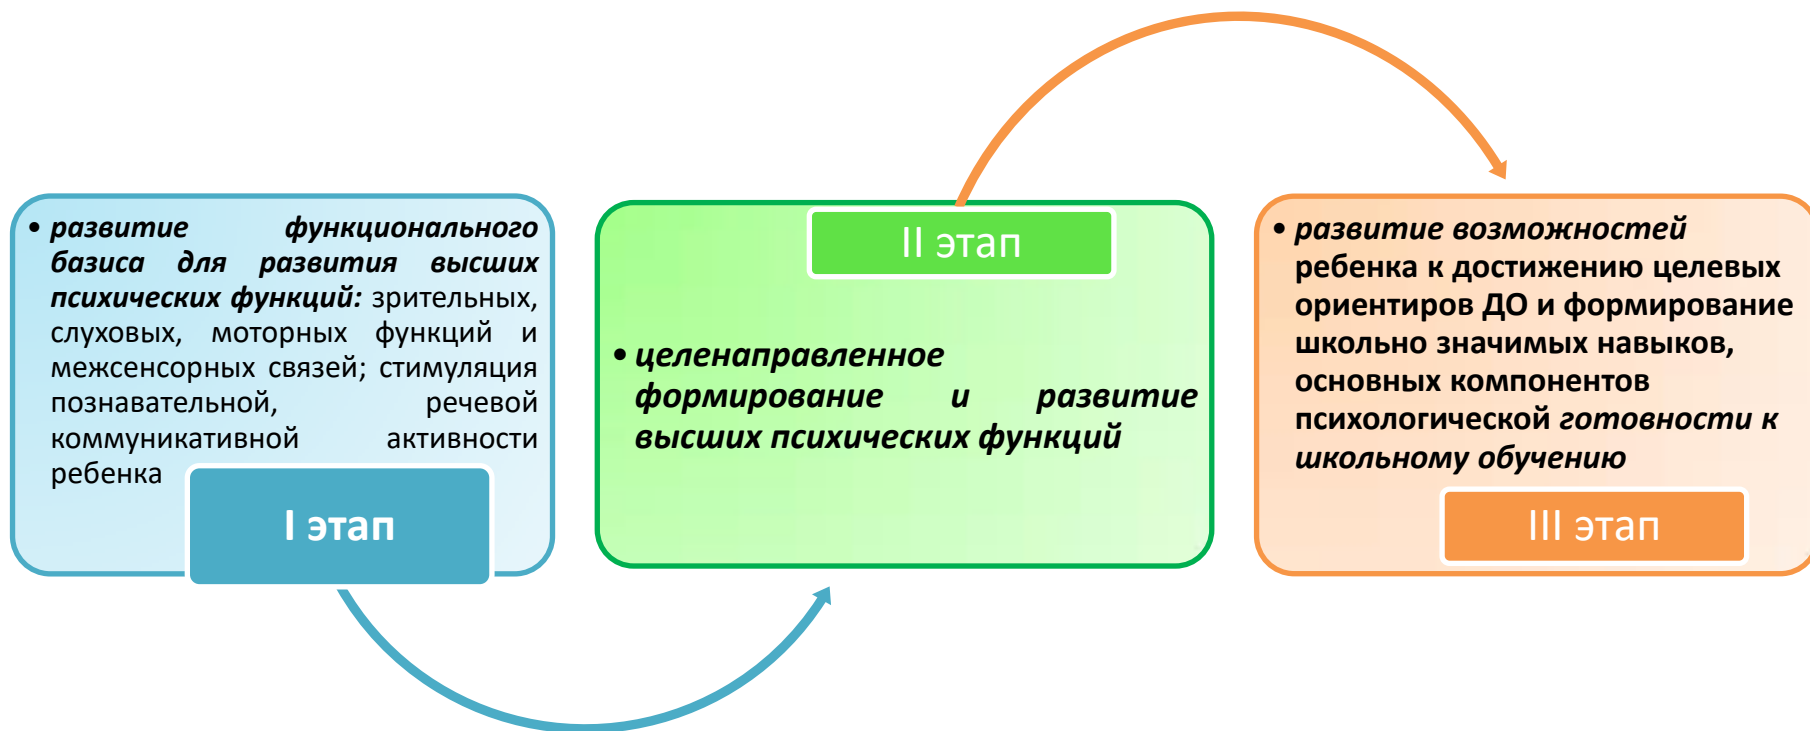 • развитие функционального
базиса для развития высших
психических функций: зрительных,
слуховых, моторных функций и
межсенсорных связей; стимуляция
познавательной, речевой
коммуникативной активности
ребенка
I этап
II этап
• целенаправленное
формирование и развитие
высших психических функций
• развитие возможностей
ребенка к достижению целевых
ориентиров ДО и формирование
школьно значимых навыков,
основных компонентов
психологической готовности к
школьному обучению
III этап